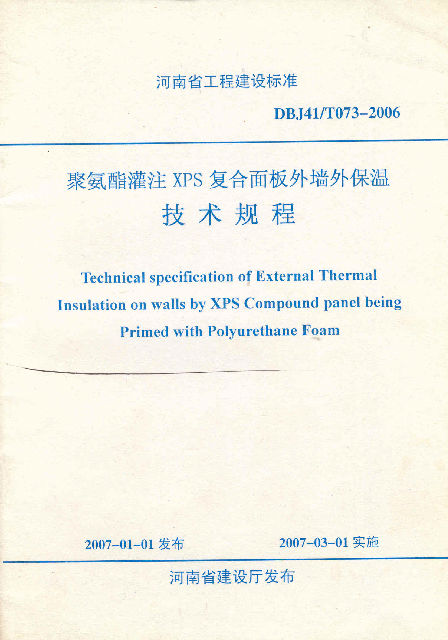 河南省工程建设标准
DBJ41/T073-2006
聚氨酯灌注 XPS 复合面板外墙外保温
技术规程
Technical specification of External Thermal
Insulation on walls by XPS Compound panel being
Primed with Polyurethane Foam
2007-01-01 发布 2007-03-01 实施
河南省建设厅发布